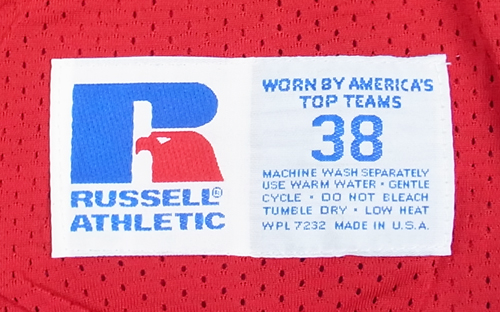 RUSSELL®
ATHLETIC
WORN BY AMERICA'S
TOP TEAMS
38
MACHINE WASH SEPARATELY
USE WARM WATER • GENTLE
CYCLE • DO NOT BLEACH
TUMBLE DRY • LOW HEAT
WPL 7232 MADE IN U.S.A.